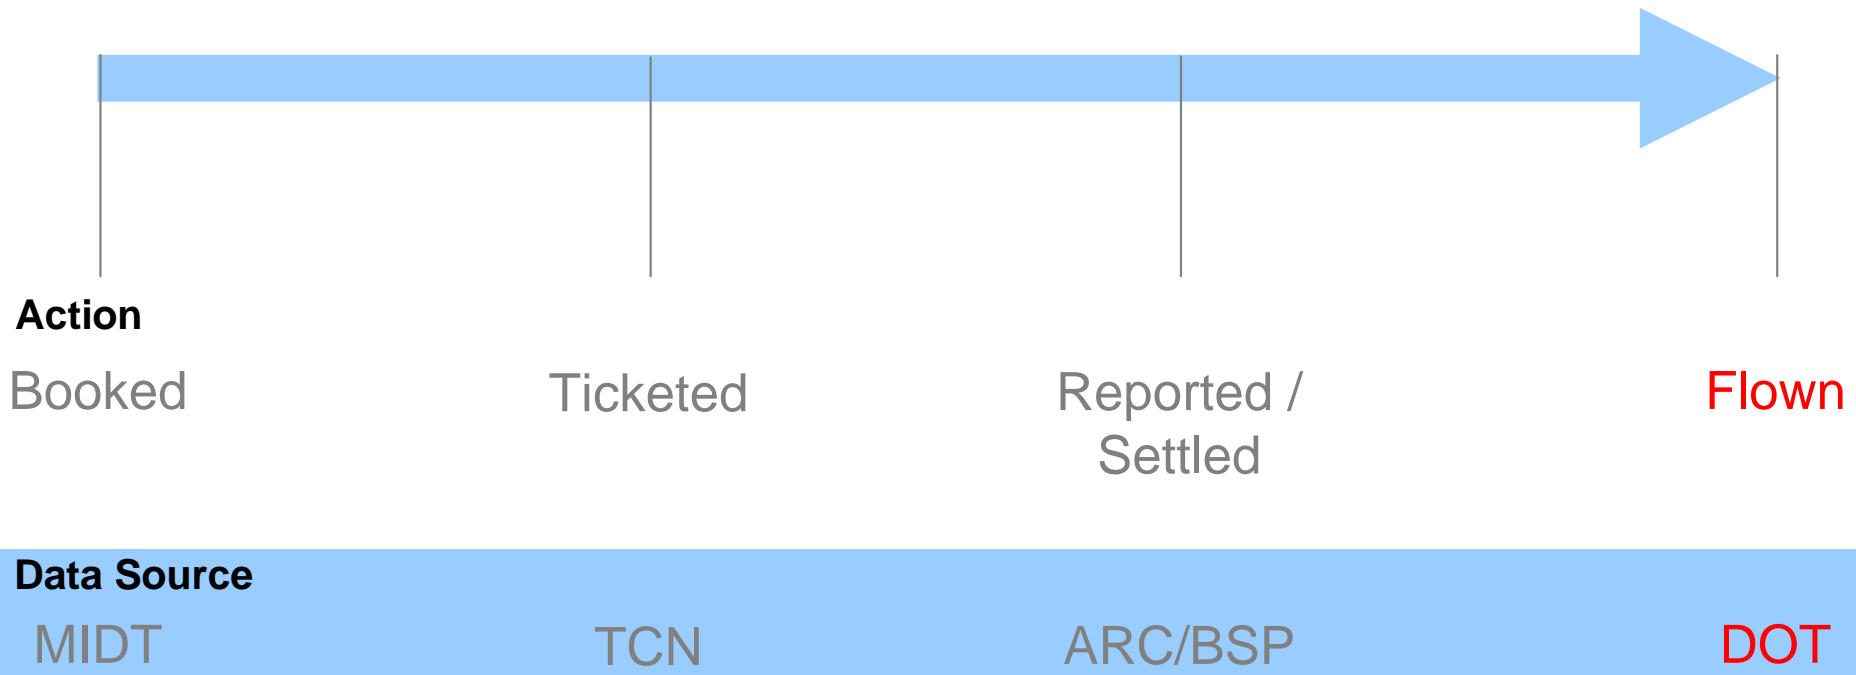 Action
Booked
Ticketed
Reported /
Settled
Flown
Data Source
MIDT
TCN
ARC/BSP
DOT